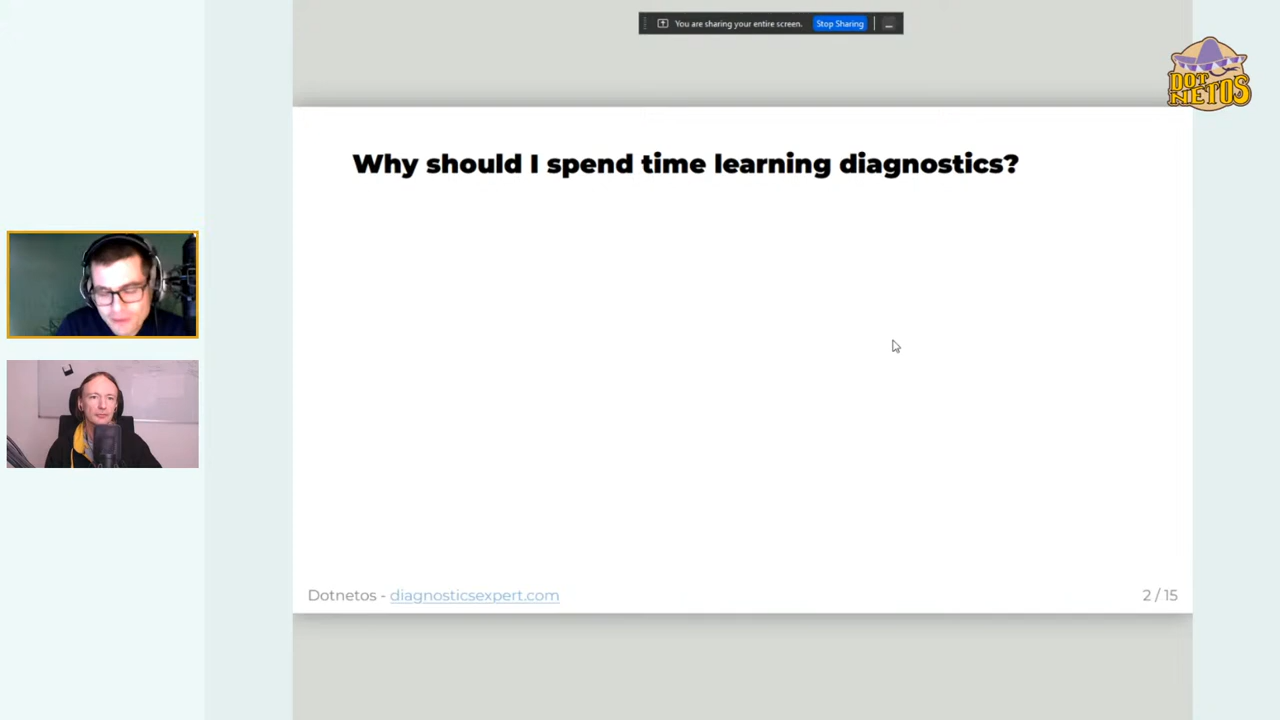 You are sharing your entire screen.
Stop Sharing
DOT
NETOS
Why should I spend time learning diagnostics?
Dotnetos - diagnosticsexpert.com
2 / 15